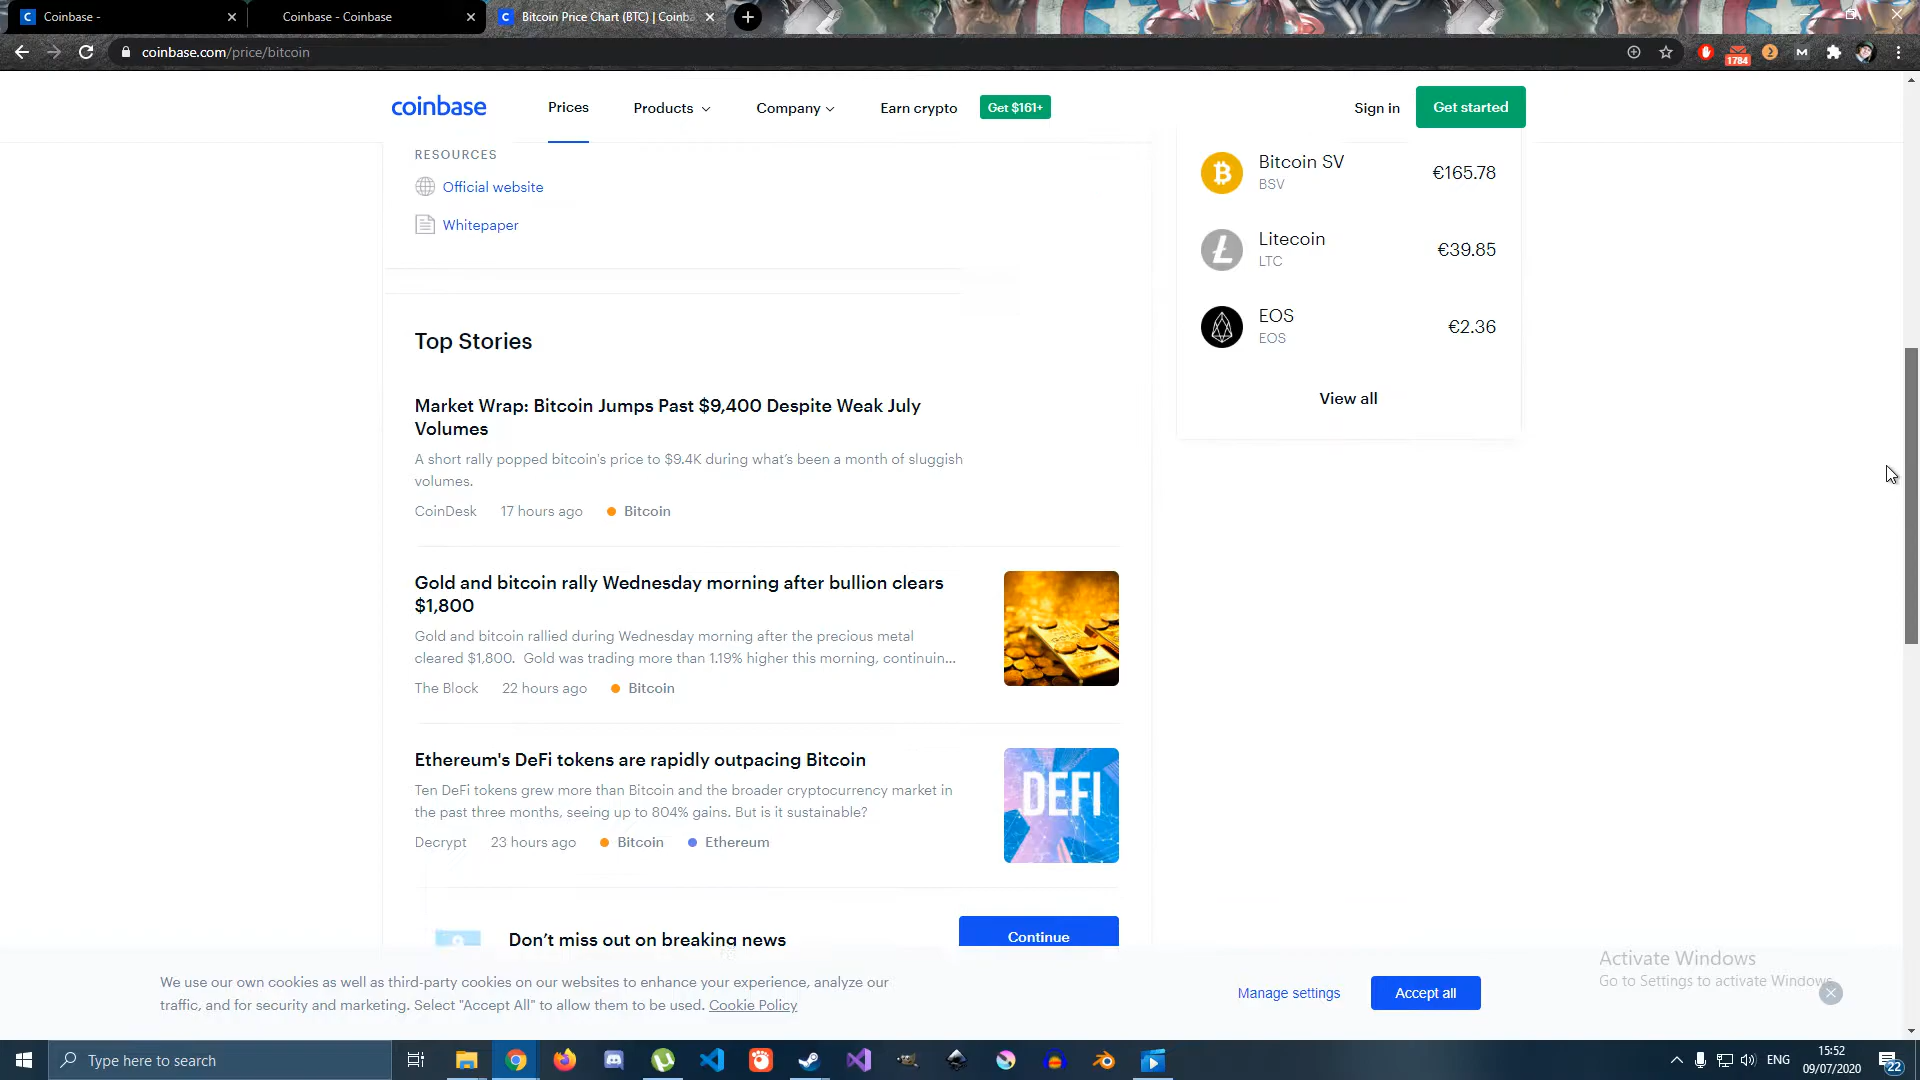 Coinbase -
Coinbase - Coinbase
Bitcoin Price Chart (BTC) | Coinb
coinbase.com/price/bitcoin
1784
coinbase
Prices
Products
Company
Earn crypto
Get $161+
Sign in
Get started
RESOURCES
Official website
Whitepaper
Bitcoin SV
BSV
€165.78
Litecoin
LTC
€39.85
EOS
EOS
€2.36
View all
Top Stories
Market Wrap: Bitcoin Jumps Past $9,400 Despite Weak July
Volumes
A short rally popped bitcoin's price to $9.4K during what's been a month of sluggish
volumes.
CoinDesk 17 hours ago Bitcoin
Gold and bitcoin rally Wednesday morning after bullion clears
$1,800
Gold and bitcoin rallied during Wednesday morning after the precious metal
cleared $1,800.  Gold was trading more than 1.19% higher this morning, continuin...
The Block 22 hours ago Bitcoin
Ethereum's DeFi tokens are rapidly outpacing Bitcoin
Ten DeFi tokens grew more than Bitcoin and the broader cryptocurrency market in
the past three months, seeing up to 804% gains. But is it sustainable?
Decrypt 23 hours ago Bitcoin Ethereum
DEFI
Don't miss out on breaking news
Continue
We use our own cookies as well as third-party cookies on our websites to enhance your experience, analyze our
traffic, and for security and marketing. Select "Accept All" to allow them to be used. Cookie Policy
Manage settings
Accept all
Activate Windows
Go to Settings to activate Windows.
Type here to search
ENG
15:52
09/07/2020
22